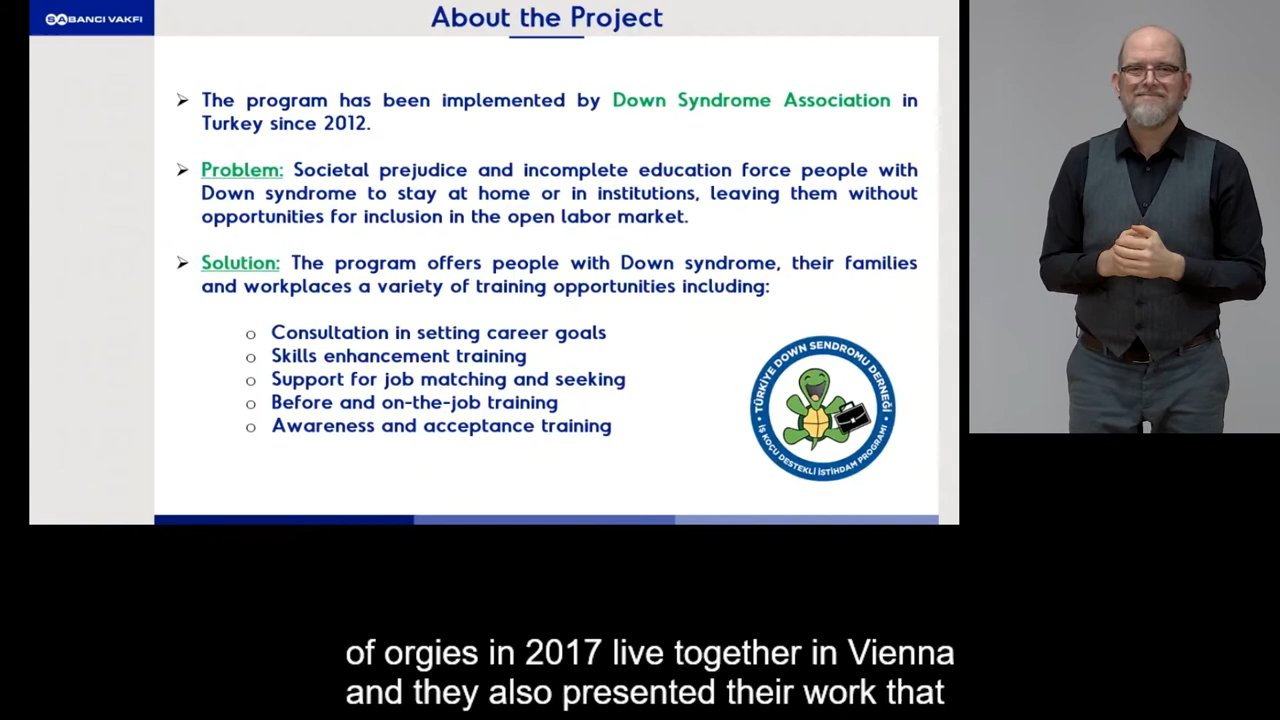 SABANCI VAKFI
About the Project
The program has been implemented by Down Syndrome Association in
Turkey since 2012.
Problem: Societal prejudice and incomplete education force people with
Down syndrome to stay at home or in institutions, leaving them without
opportunities for inclusion in the open labor market.
Solution: The program offers people with Down syndrome, their families
and workplaces a variety of training opportunities including:
Consultation in setting career goals
Skills enhancement training
Support for job matching and seeking
Before and on-the-job training
Awareness and acceptance training
TÜRKİYE DOWN SENDROMU DERNEĞİ
İŞ KOÇU DESTEKLİ İSTİHDAM PROGRAMI
of orgies in 2017 live together in Vienna
and they also presented their work that